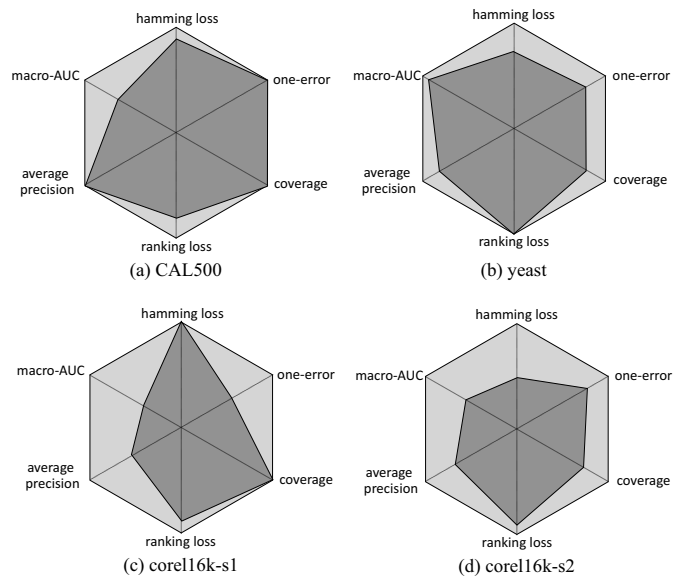 hamming loss
macro-AUC
one-error
average
precision
coverage
ranking loss
(a) CAL500
hamming loss
macro-AUC
one-error
average
precision
coverage
ranking loss
(b) yeast
hamming loss
macro-AUC
one-error
average
precision
coverage
ranking loss
(c) corel16k-s1
hamming loss
macro-AUC
one-error
average
precision
coverage
ranking loss
(d) corel16k-s2